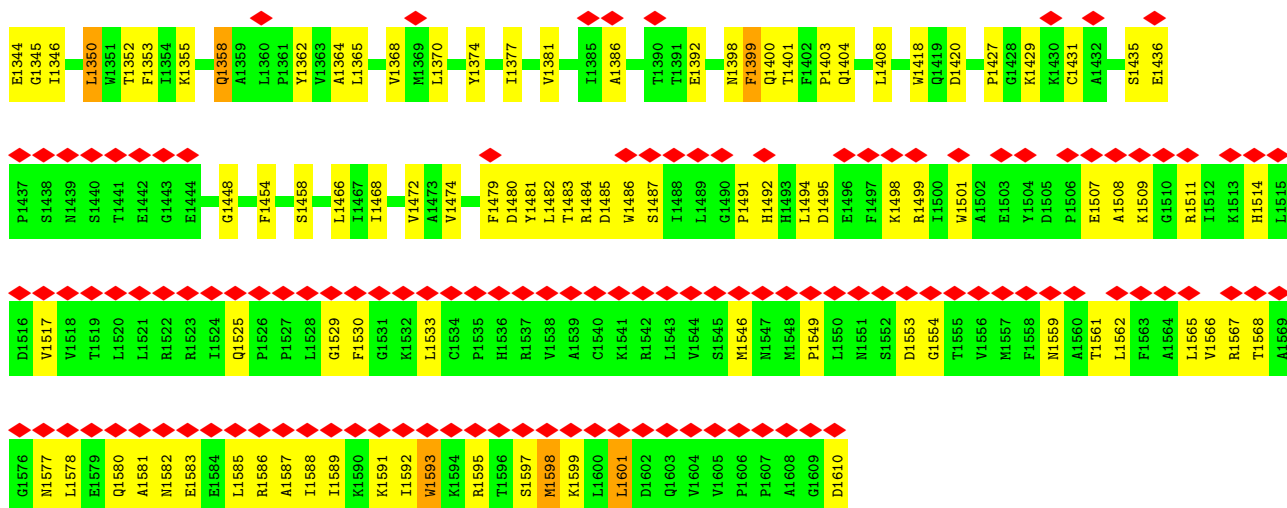 E1344 G1345 I1346 L1350 W1351 T1352 F1353 I1354 K1355 Q1358 A1359 L1360 P1361 Y1362 V1363 A1364 L1365 V1368 M1369 L1370 Y1374 I1377 V1381 I1385 A1386 T1390 T1391 E1392 N1398 F1399 Q1400 T1401 F1402 P1403 Q1404 L1408 W1418 Q1419 D1420 P1427 G1428 K1429 K1430 C1431 A1432 S1435 E1436
P1437 S1438 N1439 S1440 T1441 E1442 G1443 E1444 G1448 F1454 S1458 L1466 I1467 I1468 V1472 A1473 V1474 F1479 D1480 Y1481 L1482 T1483 R1484 D1485 W1486 S1487 I1488 L1489 G1490 P1491 H1492 H1493 L1494 D1495 E1496 F1497 K1498 R1499 I1500 W1501 A1502 E1503 Y1504 D1505 P1506 E1507 A1508 K1509 G1510 R1511 I1512 K1513 H1514 L1515
D1516 V1517 V1518 T1519 L1520 L1521 R1522 R1523 I1524 Q1525 P1526 P1527 L1528 G1529 F1530 G1531 K1532 L1533 C1534 P1535 H1536 R1537 V1538 A1539 C1540 K1541 R1542 L1543 V1544 S1545 M1546 N1547 M1548 P1549 L1550 N1551 S1552 D1553 G1554 T1555 V1556 M1557 F1558 N1559 A1560 T1561 L1562 F1563 A1564 L1565 V1566 R1567 T1568 A1569
G1576 N1577 L1578 E1579 Q1580 A1581 N1582 E1583 E1584 L1585 R1586 A1587 I1588 I1589 K1590 K1591 I1592 W1593 K1594 R1595 T1596 S1597 M1598 K1599 L1600 L1601 D1602 Q1603 V1604 V1605 P1606 P1607 A1608 G1609 D1610